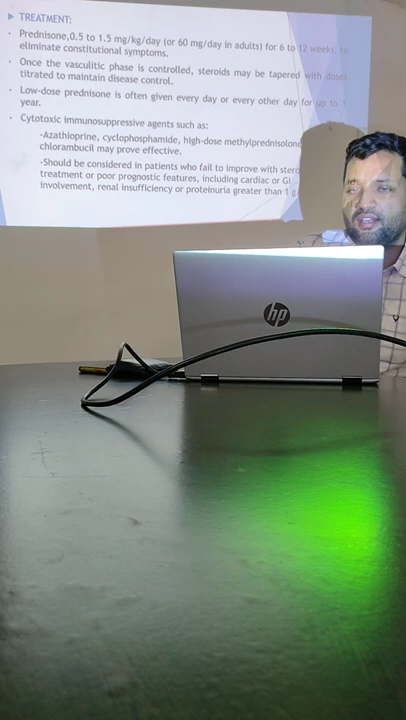 ► TREATMENT:
• Prednisone,0.5 to 1.5 mg/kg/day (or 60 mg/day in adults) for 6 to 12 weeks, to
eliminate constitutional symptoms.
• Once the vasculitic phase is controlled, steroids may be tapered with doses
titrated to maintain disease control.
• Low-dose prednisone is often given every day or every other day for up to 1
year.
• Cytotoxic immunosuppressive agents such as:
-Azathioprine, cyclophosphamide, high-dose methylprednisolon
chlorambucil may prove effective.
-Should be considered in patients who fail to improve with stero
treatment or poor prognostic features, including cardiac or GI
involvement, renal insufficiency or proteinuria greater than 1 g
hp